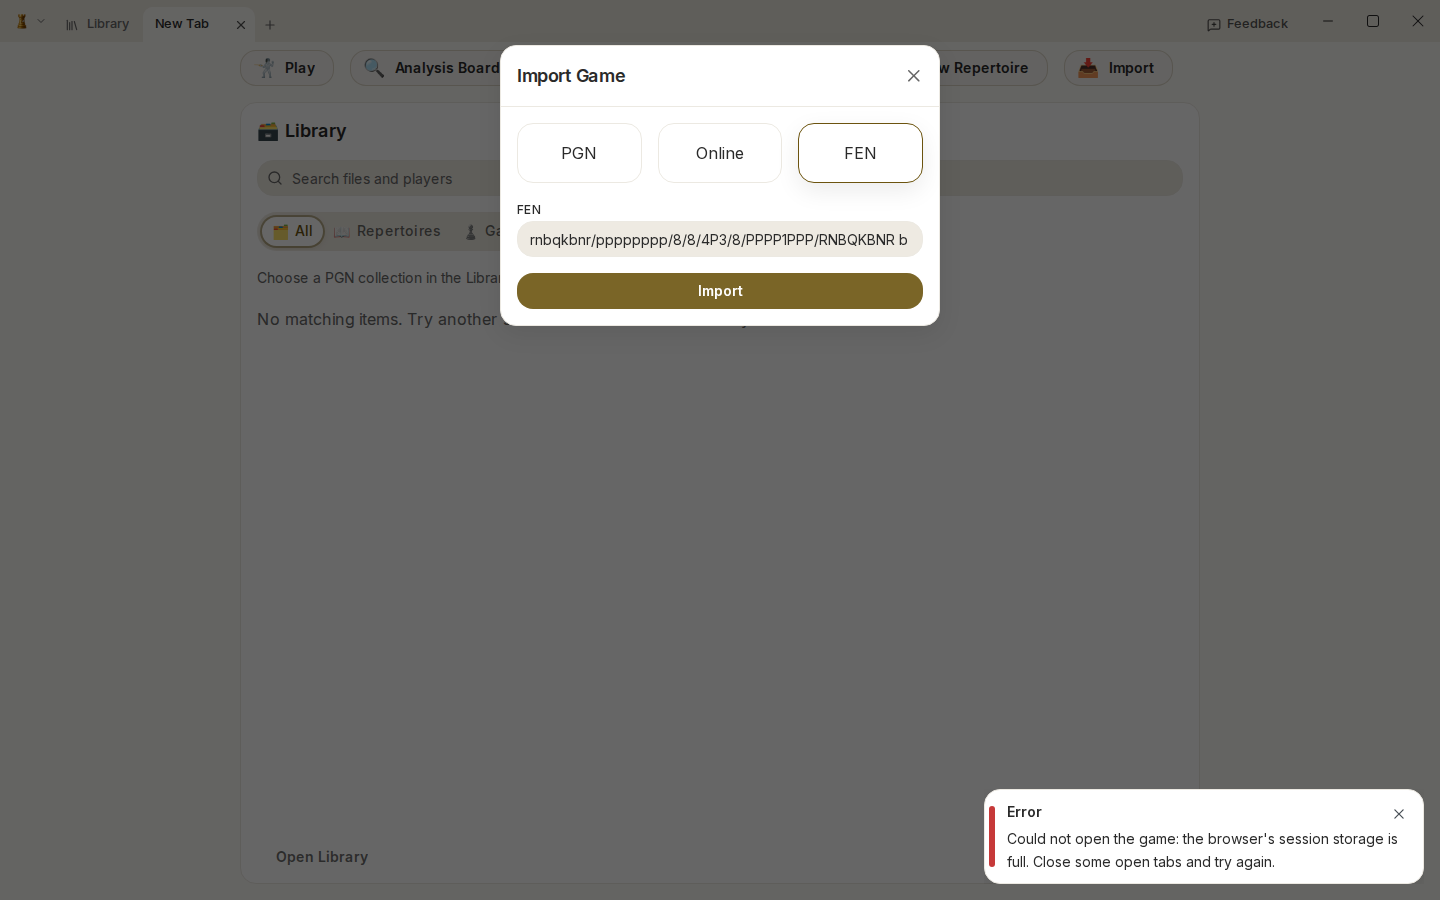 Library
New Tab
Feedback
Play
Analysis Board
w Repertoire
Import
Import Game
PGN
Online
FEN
FEN
rnbqkbnr/pppppppp/8/8/4P3/8/PPPP1PPP/RNBQKBNR b
Import
Library
Search files and players
All
Repertoires
Ga
Choose a PGN collection in the Librar
No matching items. Try another
Open Library
Error
Could not open the game: the browser's session storage is
full. Close some open tabs and try again.